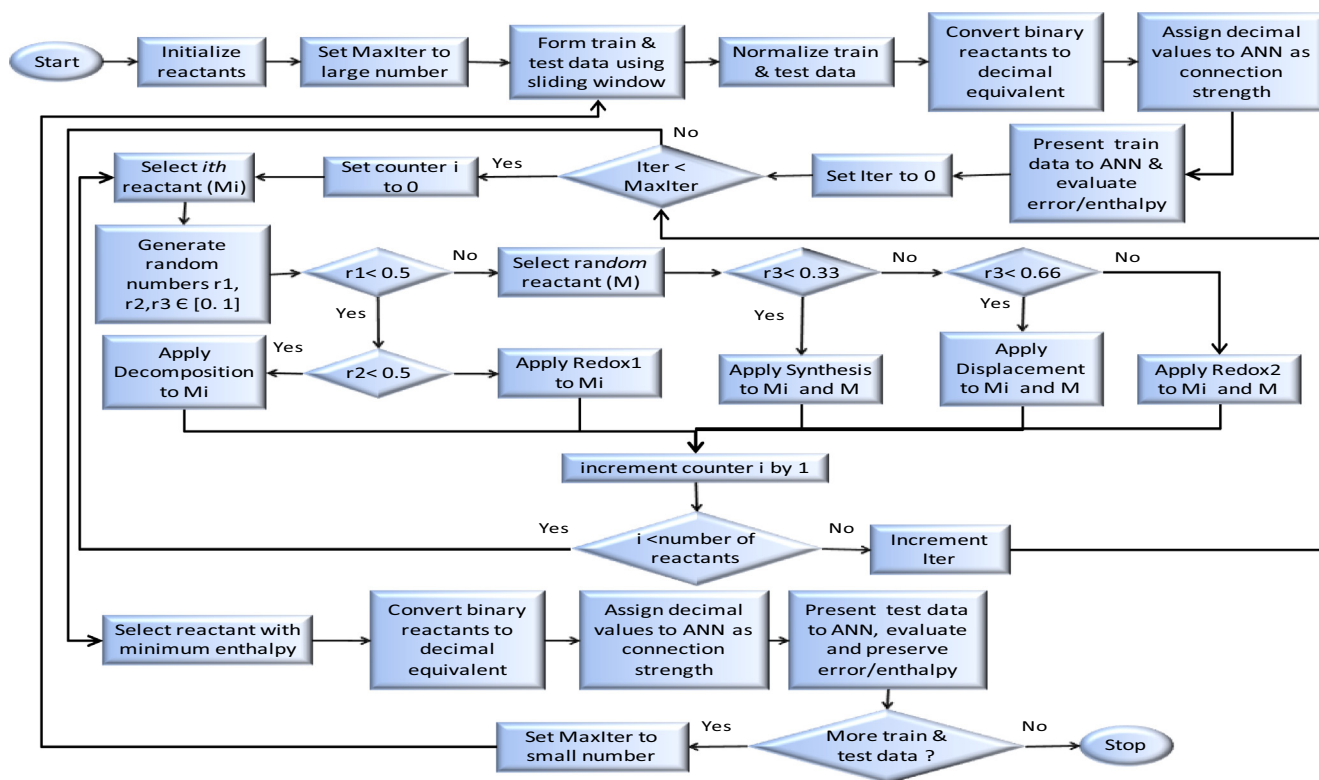 Start
Initialize
reactants
Set MaxIter to
large number
Form train &
test data using
sliding window
Normalize train
& test data
Convert binary
reactants to
decimal
equivalent
Assign decimal
values to ANN as
connection
strength
No
Select ith
reactant (Mi)
Set counter i
to 0
Yes
Iter <
MaxIter
Set Iter to 0
Present train
data to ANN &
evaluate
error/enthalpy
Generate
random
numbers r1,
r2,r3 ∈ [0. 1]
r1< 0.5
No
Select random
reactant (M)
r3< 0.33
No
r3< 0.66
No
Yes
Yes
Yes
Apply
Decomposition
to Mi
Yes
r2< 0.5
Apply Redox1
to Mi
Apply Synthesis
to Mi and M
Apply
Displacement
to Mi and M
Apply Redox2
to Mi and M
increment counter i by 1
Yes
i <number of
reactants
No
Increment
Iter
Select reactant with
minimum enthalpy
Convert binary
reactants to
decimal
equivalent
Assign decimal
values to ANN as
connection
strength
Present test data
to ANN, evaluate
and preserve
error/enthalpy
Set MaxIter to
small number
Yes
More train &
test data ?
No
Stop